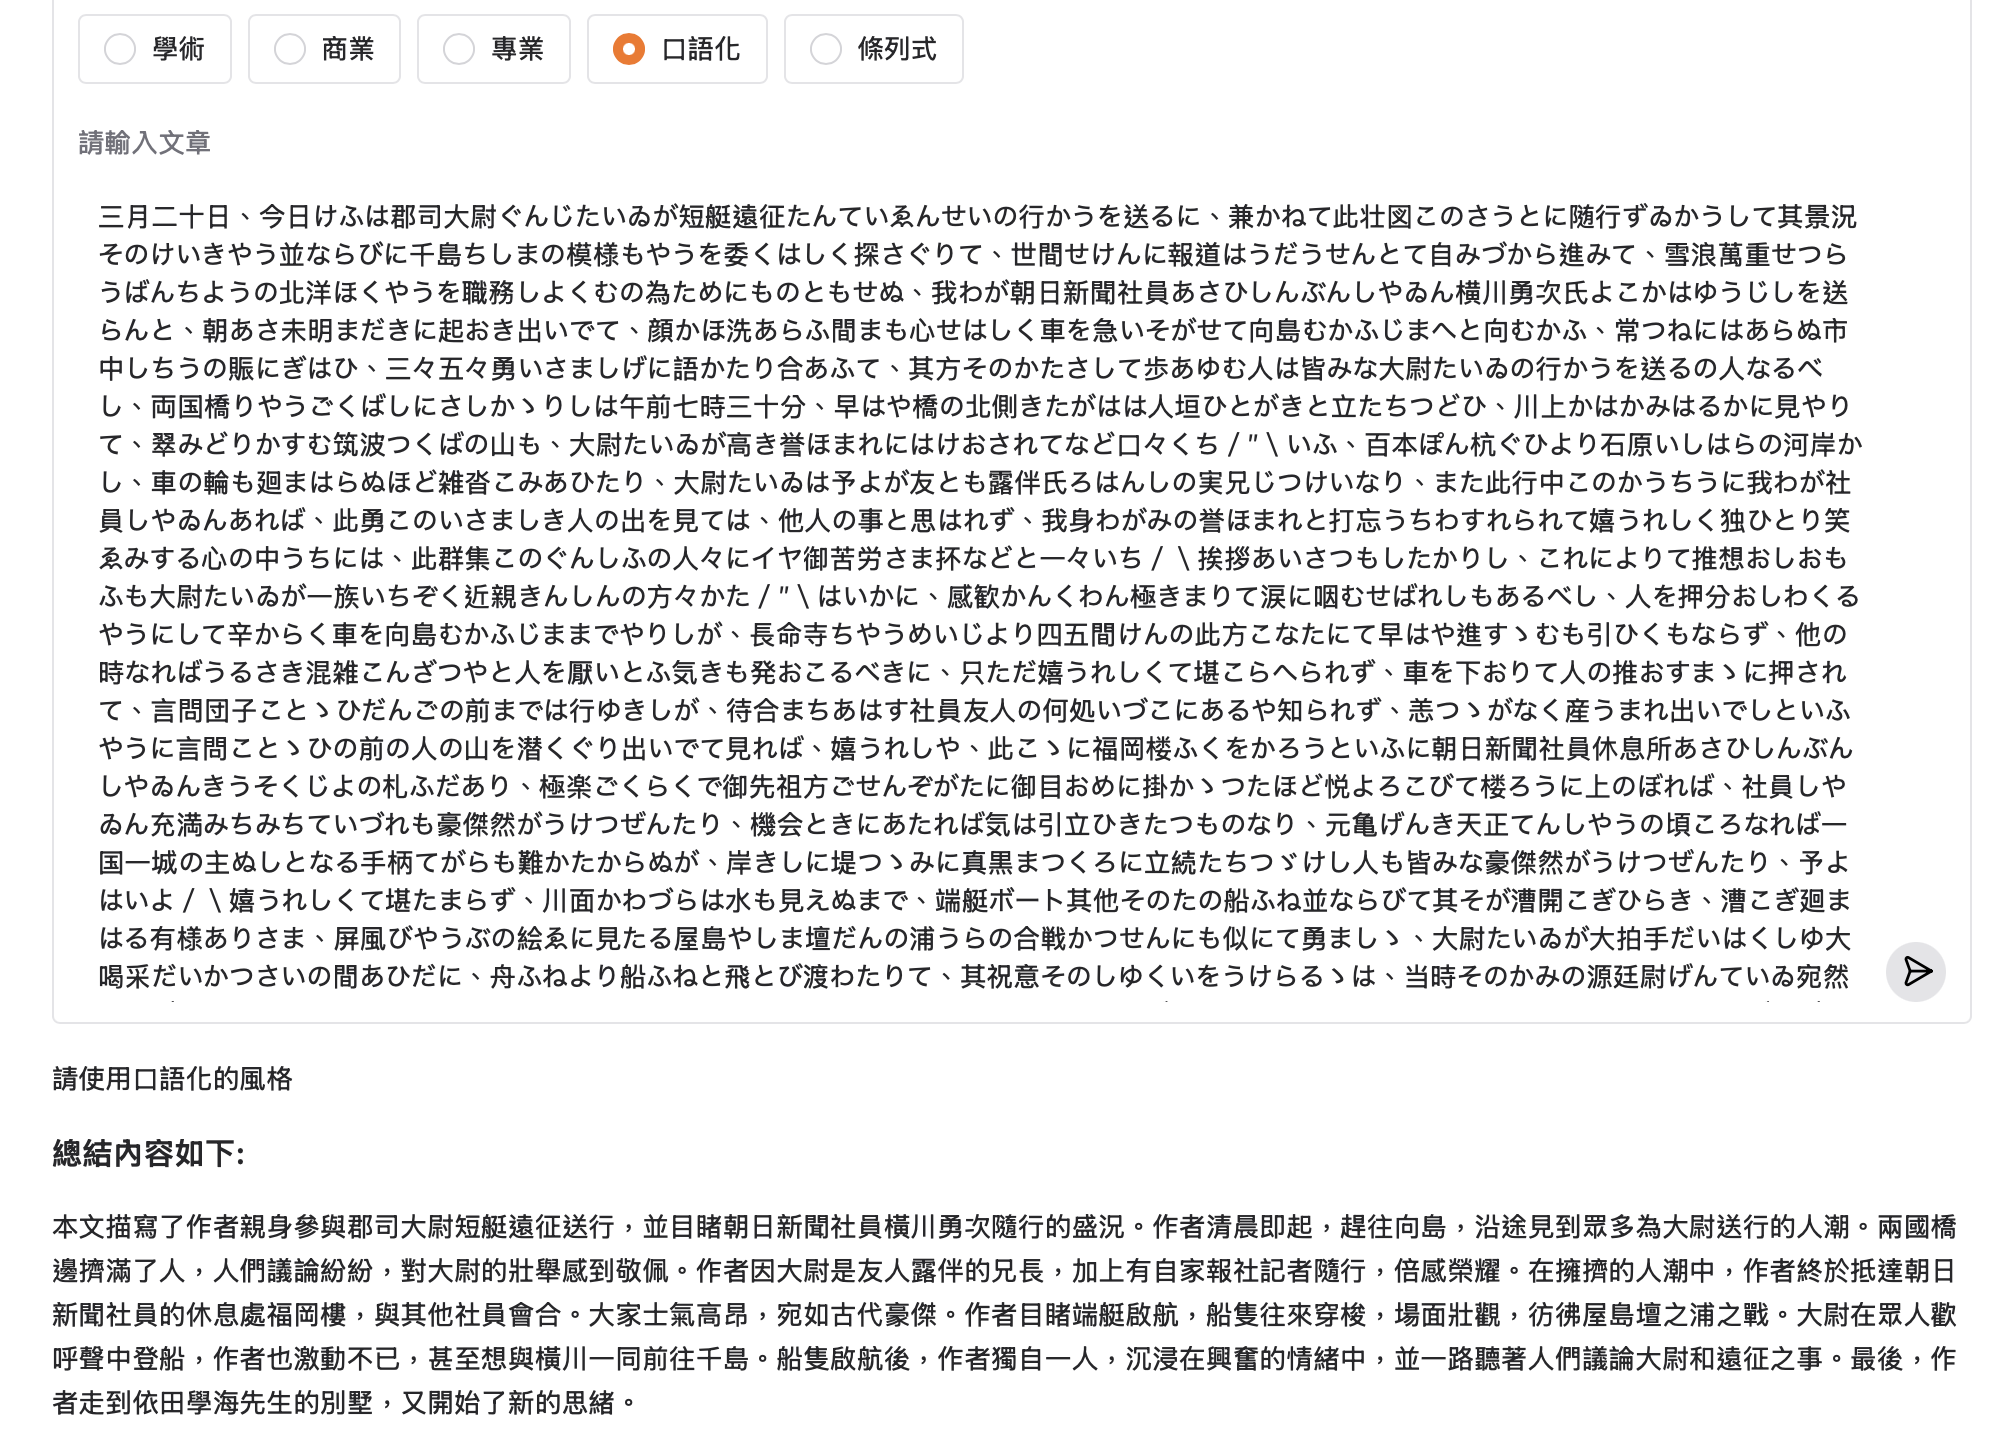 學術
商業
專業
口語化
條列式
請輸入文章
三月二十日、今日けふは郡司大尉ぐんじたいゐが短艇遠征たんていゑんせいの行かうを送るに、兼かねて此壮図このさうとに随行ずゐかうして其景況
そのけいきやう並ならびに千島ちしまの模様もやうを委くはしく探さぐりて、世間せけんに報道はうだうせんとて自みづから進みて、雪浪萬重せつら
うばんちようの北洋ほくやうを職務しよくむの為ためにものともせぬ、我わが朝日新聞社員あさひしんぶんしやゐん横川勇次氏よこかはゆうじしを送
らんと、朝あさ未明まだきに起おき出いでて、顔かほ洗あらふ間まも心せはしく車を急いそがせて向島むかふじまへと向むかふ、常つねにはあらぬ市
中しちうの賑にぎはひ、三々五々勇いさましげに語かたり合あふて、其方そのかたさして歩あゆむ人は皆みな大尉たいゐの行かうを送るの人なるべ
し、両国橋りやうごくばしにさしかゝりしは午前七時三十分、早はや橋の北側きたがはは人垣ひとがきと立たちつどひ、川上かはかみはるかに見やり
て、翠みどりかすむ筑波つくばの山も、大尉たいゐが高き誉ほまれにはけおされてなど口々くち／″＼いふ、百本ぽん杭ぐひより石原いしはらの河岸か
し、車の輪も廻まはらぬほど雑沓こみあひたり、大尉たいゐは予よが友とも露伴氏ろはんしの実兄じつけいなり、また此行中このかうちうに我わが社
員しやゐんあれば、此勇このいさましき人の出を見ては、他人の事と思はれず、我身わがみの誉ほまれと打忘うちわすれられて嬉うれしく独ひとり笑
ゑみする心の中うちには、此群集このぐんしふの人々にイヤ御苦労さま抔などと一々いち／＼挨拶あいさつもしたかりし、これによりて推想おしおも
ふも大尉たいゐが一族いちぞく近親きんしんの方々かた／″＼はいかに、感歓かんくわん極きまりて涙に咽むせばれしもあるべし、人を押分おしわくる
やうにして辛からく車を向島むかふじままでやりしが、長命寺ちやうめいじより四五間けんの此方こなたにて早はや進すゝむも引ひくもならず、他の
時なればうるさき混雑こんざつやと人を厭いとふ気きも発おこるべきに、只ただ嬉うれしくて堪こらへられず、車を下おりて人の推おすまゝに押され
て、言問団子ことゝひだんごの前までは行ゆきしが、待合まちあはす社員友人の何処いづこにあるや知られず、恙つゝがなく産うまれ出いでしといふ
やうに言問ことゝひの前の人の山を潜くぐり出いでて見れば、嬉うれしや、此こゝに福岡楼ふくをかろうといふに朝日新聞社員休息所あさひしんぶん
しやゐんきうそくじよの札ふだあり、極楽ごくらくで御先祖方ごせんぞがたに御目おめに掛かゝつたほど悦よろこびて楼ろうに上のぼれば、社員しや
ゐん充満みちみちていづれも豪傑然がうけつぜんたり、機会ときにあたれば気は引立ひきたつものなり、元亀げんき天正てんしやうの頃ころなれば一
国一城の主ぬしとなる手柄てがらも難かたからぬが、岸きしに堤つゝみに真黒まつくろに立続たちつゞけし人も皆みな豪傑然がうけつぜんたり、予よ
はいよ／＼嬉うれしくて堪たまらず、川面かわづらは水も見えぬまで、端艇ボート其他そのたの船ふね並ならびて其そが漕開こぎひらき、漕こぎ廻ま
はる有様ありさま、屏風びやうぶの絵ゑに見たる屋島やしま壇だんの浦うらの合戦かつせんにも似にて勇ましゝ、大尉たいゐが大拍手だいはくしゆ大
喝采だいかつさいの間あひだに、舟ふねより船ふねと飛とび渡わたりて、其祝意そのしゆくいをうけらるゝは、当時そのかみの源廷尉げんていゐ宛然
請使用口語化的風格
總結內容如下:
本文描寫了作者親身參與郡司大尉短艇遠征送行，並目睹朝日新聞社員橫川勇次隨行的盛況。作者清晨即起，趕往向島，沿途見到眾多為大尉送行的人潮。兩國橋
邊擠滿了人，人們議論紛紛，對大尉的壯舉感到敬佩。作者因大尉是友人露伴的兄長，加上有自家報社記者隨行，倍感榮耀。在擁擠的人潮中，作者終於抵達朝日
新聞社員的休息處福岡樓，與其他社員會合。大家士氣高昂，宛如古代豪傑。作者目睹端艇啟航，船隻往來穿梭，場面壯觀，彷彿屋島壇之浦之戰。大尉在眾人歡
呼聲中登船，作者也激動不已，甚至想與橫川一同前往千島。船隻啟航後，作者獨自一人，沉浸在興奮的情緒中，並一路聽著人們議論大尉和遠征之事。最後，作
者走到依田學海先生的別墅，又開始了新的思緒。